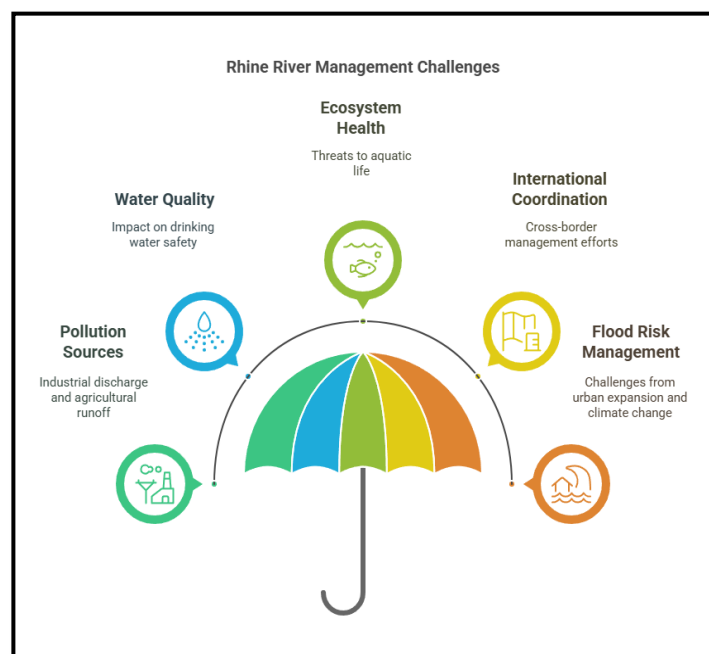 Rhine River Management Challenges
Ecosystem
Health
Threats to aquatic
life
Water Quality
Impact on drinking
water safety
International
Coordination
Cross-border
management efforts
Pollution
Sources
Industrial discharge
and agricultural
runoff
Flood Risk
Management
Challenges from
urban expansion and
climate change